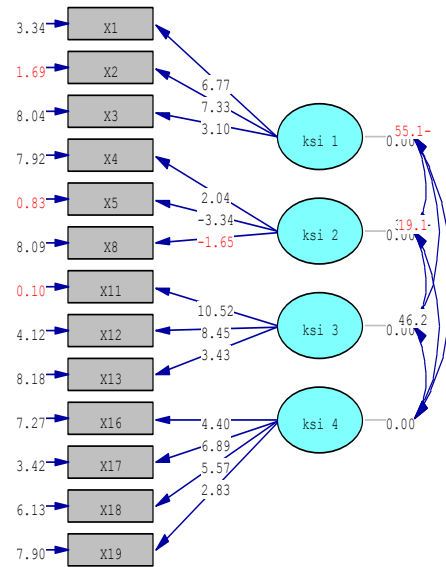 3.34 X1
1.69 X2
6.77
8.04 X3
7.33
3.10
ksi 1
0.00
55.1-
7.92 X4
0.83 X5
2.04
-3.34
8.09 X8
-1.65
ksi 2
0.00
0.10 X11
10.52
4.12 X12
8.45
8.18 X13
3.43
ksi 3
0.00
46.2
7.27 X16
4.40
3.42 X17
6.89
6.13 X18
5.57
7.90 X19
2.83
ksi 4
0.00